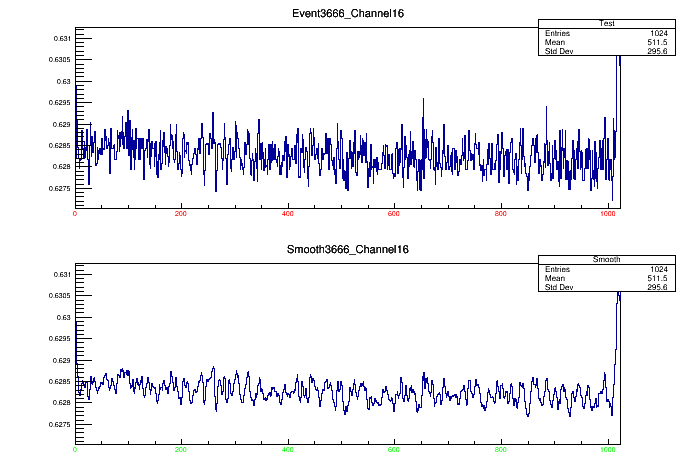 Event3666_Channel16
Test
Entries 1024
Mean 511.5
Std Dev 295.6
0.631
0.6305
0.63
0.6295
0.629
0.6285
0.628
0.6275
0 200 400 600 800 1000
Smooth3666_Channel16
Smooth
Entries 1024
Mean 511.5
Std Dev 295.6
0.631
0.6305
0.63
0.629
0.6285
0.628
0.6275
0 200 400 600 800 1000